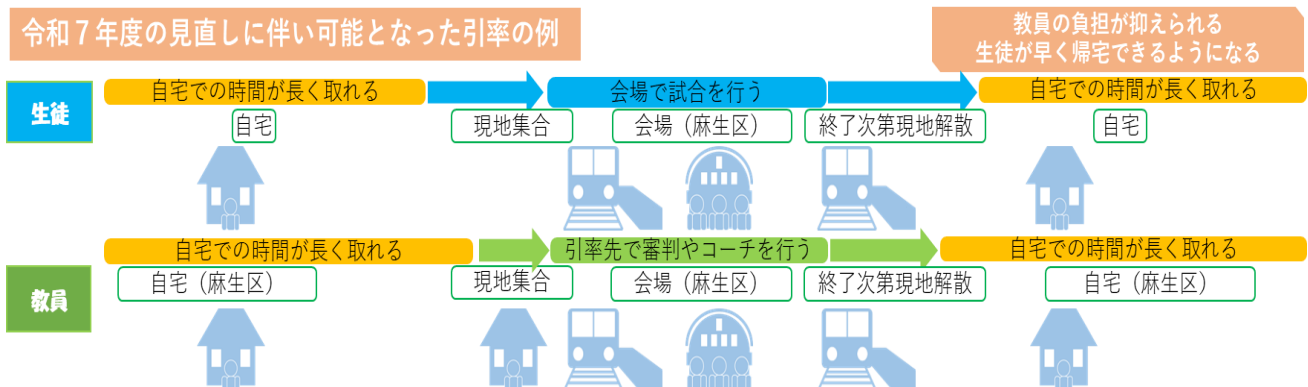 令和７年度の見直しに伴い可能となった引率の例
教員の負担が抑えられる
生徒が早く帰宅できるようになる
生徒
自宅での時間が長く取れる
会場で試合を行う
自宅での時間が長く取れる
自宅
現地集合
会場（麻生区）
終了次第現地解散
自宅
教員
自宅での時間が長く取れる
引率先で審判やコーチを行う
自宅での時間が長く取れる
自宅（麻生区）
現地集合
会場（麻生区）
終了次第現地解散
自宅（麻生区）